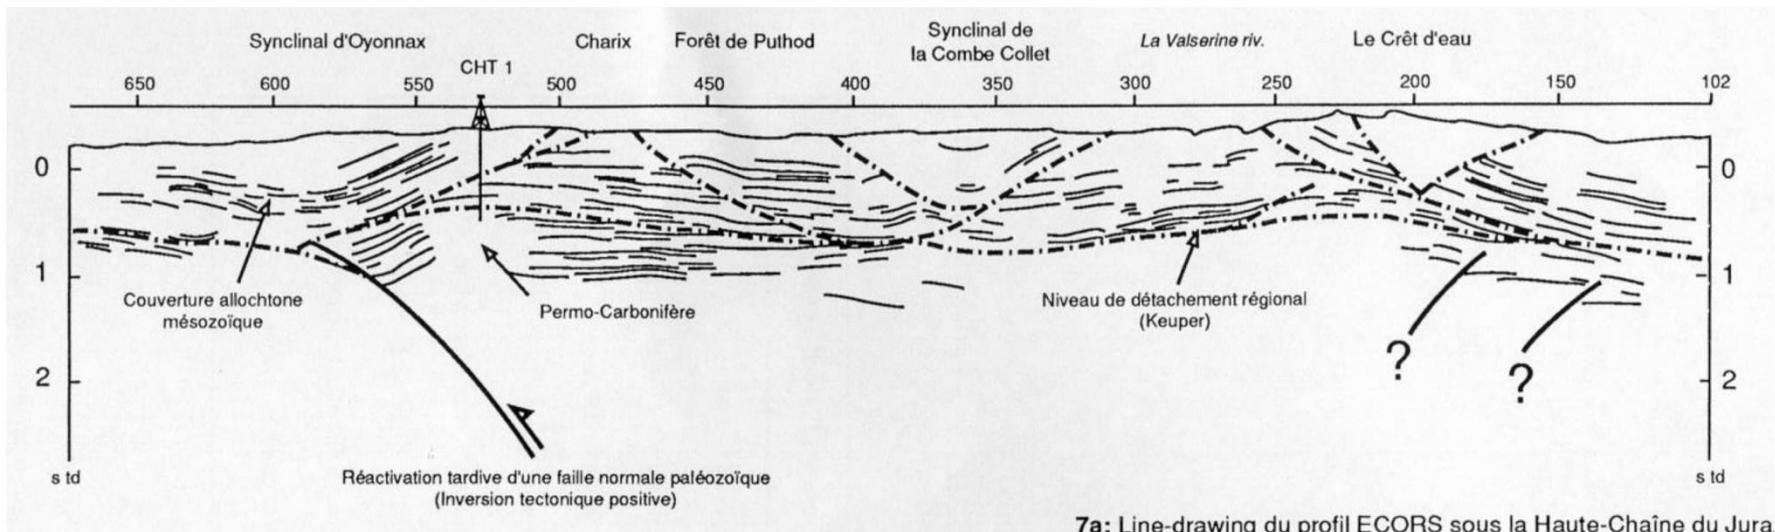 Synclinal d'Oyonnax
Charix
Forêt de Puthod
Synclinal de
la Combe Collet
La Valserine riv.
Le Crêt d'eau
CHT 1
650 600 550 500 450 400 350 300 250 200 150 102
0
0
1
1
2
2
Couverture allochtone
mésozoïque
Permo-Carbonifère
Niveau de détachement régional
(Keuper)
?
?
s td
s td
Réactivation tardive d'une faille normale paléozoïque
(Inversion tectonique positive)
7a: Line-drawing du profil ECORS sous la Haute-Chaîne du Jura